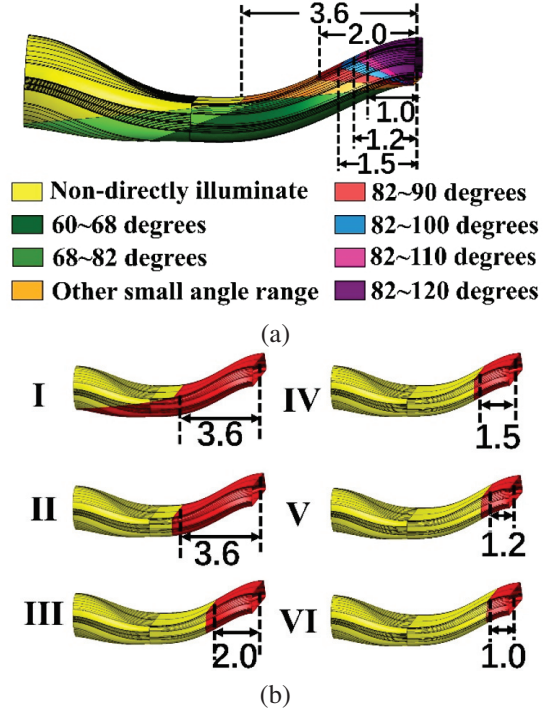 3.6
2.0
1.0
1.2
1.5
Non-directly illuminate
60~68 degrees
68~82 degrees
Other small angle range
82~90 degrees
82~100 degrees
82~110 degrees
82~120 degrees
(a)
I
3.6
IV
1.5
II
3.6
V
1.2
III
2.0
VI
1.0
(b)